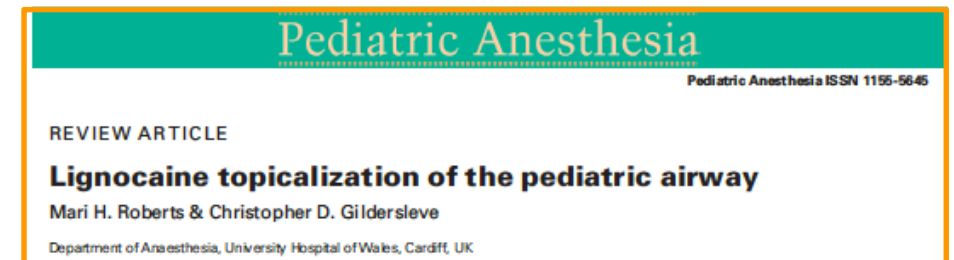 Pediatric Anesthesia
Pediatric Anesthesia ISSN 1155-5645
REVIEW ARTICLE
Lignocaine topicalization of the pediatric airway
Mari H. Roberts & Christopher D. Gildersleve
Department of Anaesthesia, University Hospital of Wales, Cardiff, UK